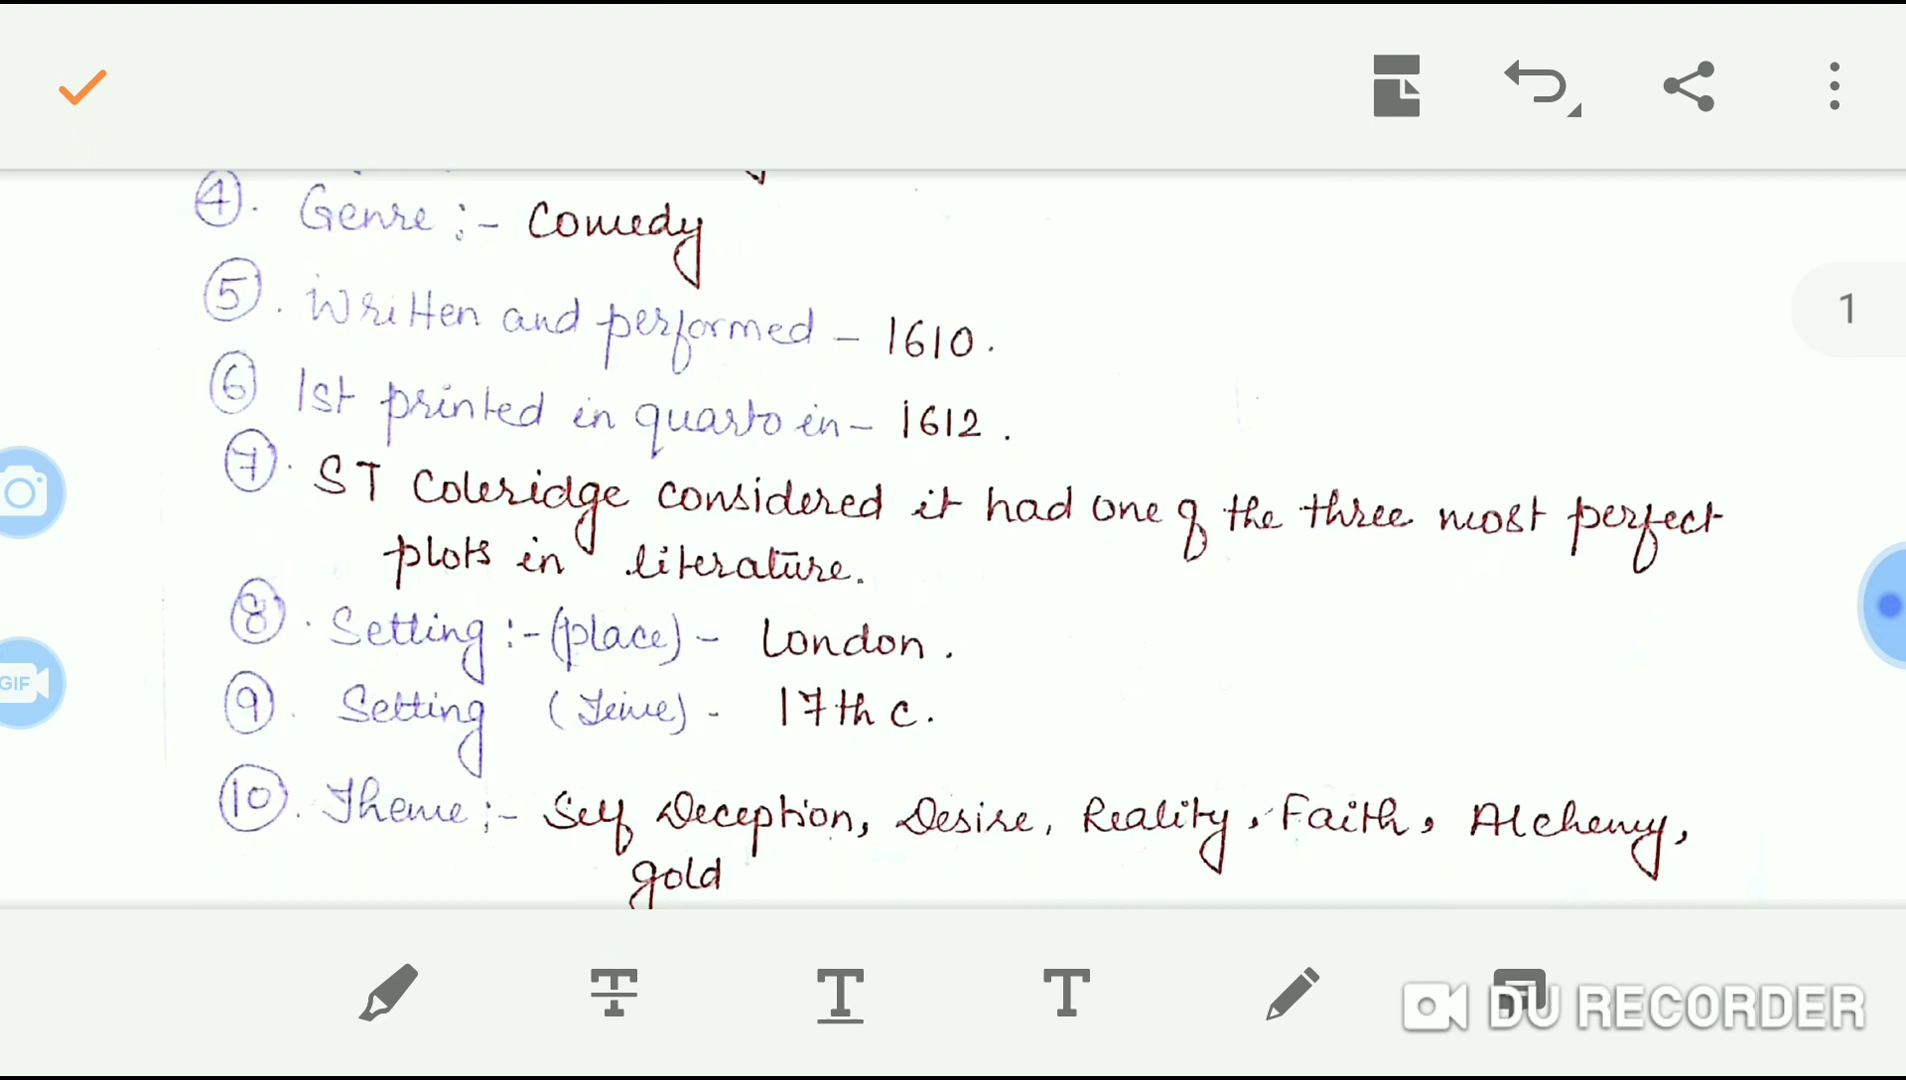 4. Genre :- Comedy
1
5. Written and performed - 1610.
6 1st printed in quarto in - 1612.
7. ST Coleridge considered it had one of the three most perfect
plots in literature.
8. Setting :- (place) - London.
GIF
9. Setting (Time) - 17th c.
10. Theme :- Self Deception, Desire, Reality, Faith, Alchemy,
gold
T T T
DU RECORDER